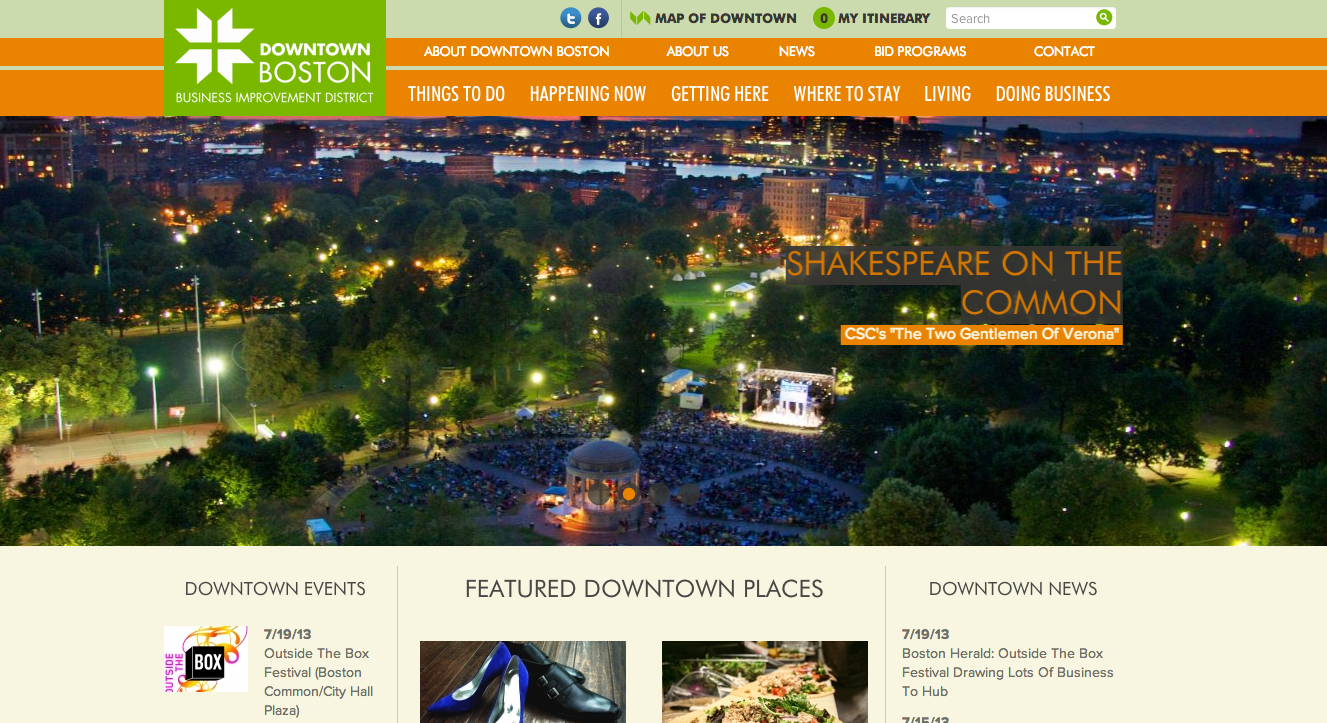 MAP OF DOWNTOWN
0 MY ITINERARY
Search
DOWNTOWN
BOSTON
BUSINESS IMPROVEMENT DISTRICT
ABOUT DOWNTOWN BOSTON
ABOUT US
NEWS
BID PROGRAMS
CONTACT
THINGS TO DO
HAPPENING NOW
GETTING HERE
WHERE TO STAY
LIVING
DOING BUSINESS
SHAKESPEARE ON THE
COMMON
CSC's "The Two Gentlemen Of Verona"
DOWNTOWN EVENTS
OUTSIDE
THE
BOX
7/19/13
Outside The Box
Festival (Boston
Common/City Hall
Plaza)
FEATURED DOWNTOWN PLACES
DOWNTOWN NEWS
7/19/13
Boston Herald: Outside The Box
Festival Drawing Lots Of Business
To Hub
7/15/13